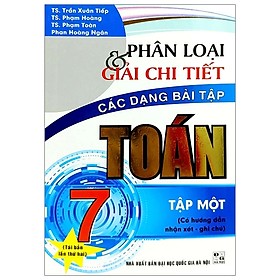 TS. Trần Xuân Tiếp
TS. Phạm Hoàng
TS. Phạm Toàn
Phan Hoàng Ngân
PHÂN LOẠI
& GIẢI CHI TIẾT
CÁC DẠNG BÀI TẬP
TOÁN
7
TẬP MỘT
(Có hướng dẫn
nhận xét - ghi chú)
(Tái bản
lần thứ hai)
NHÀ XUẤT BẢN ĐẠI HỌC QUỐC GIA HÀ NỘI